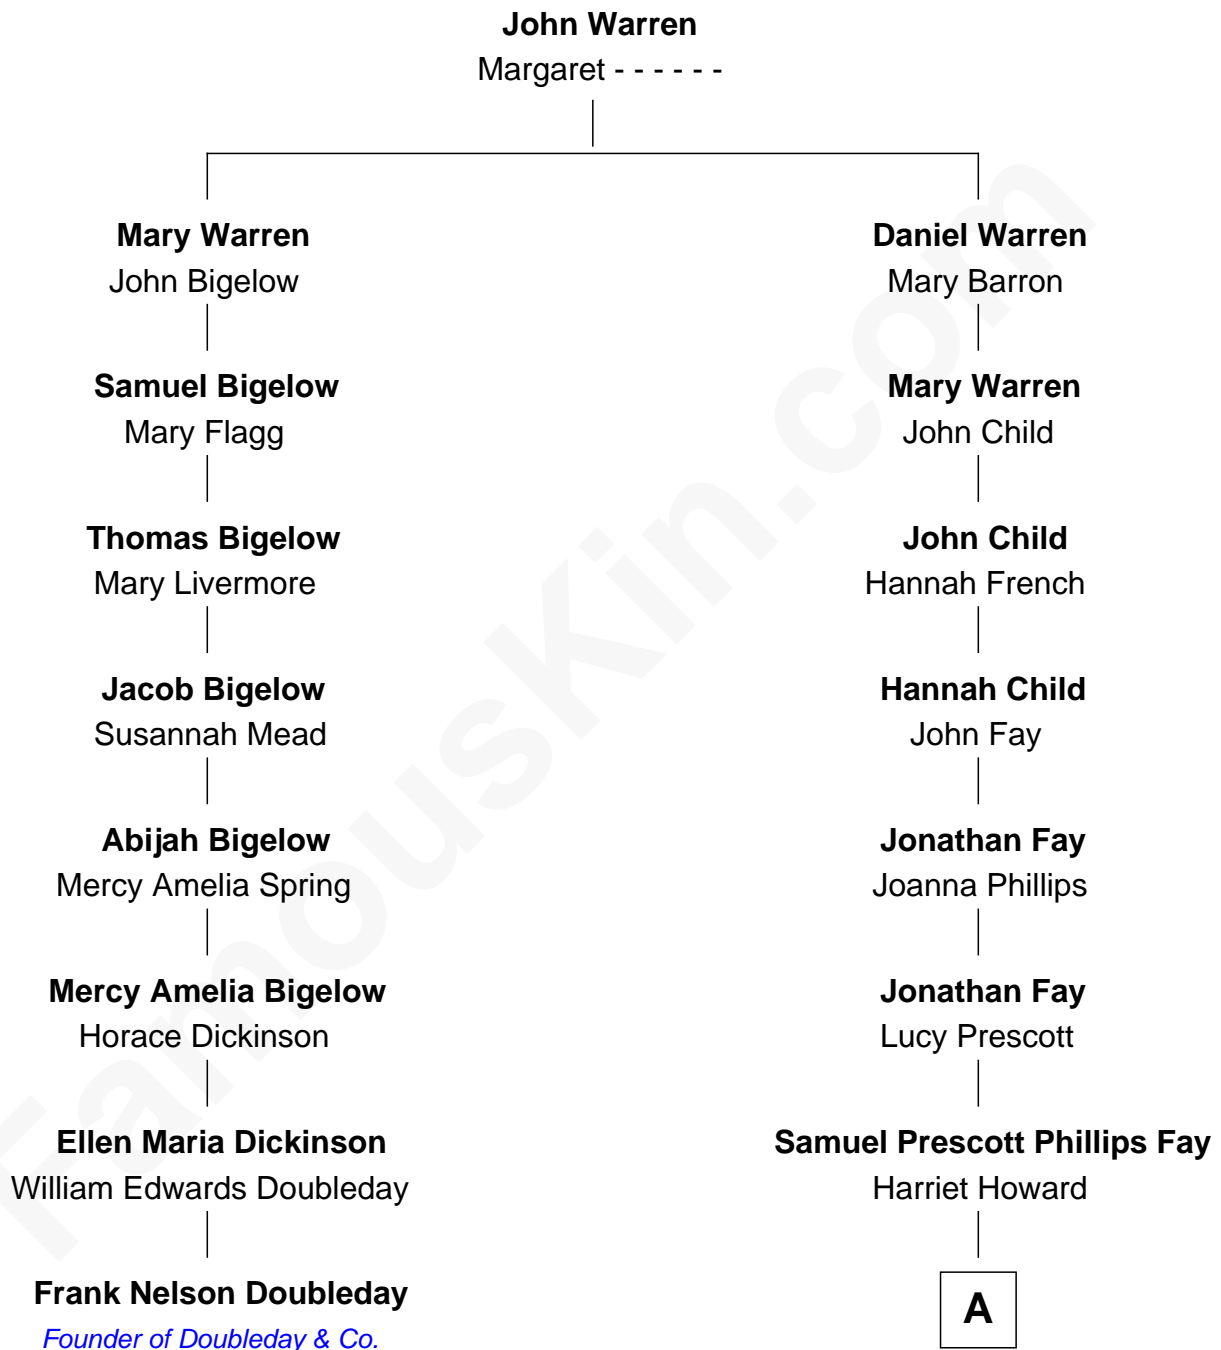 John Warren
Margaret - - - - - -
Mary Warren
John Bigelow
Daniel Warren
Mary Barron
Samuel Bigelow
Mary Flagg
Mary Warren
John Child
Thomas Bigelow
Mary Livermore
John Child
Hannah French
Jacob Bigelow
Susannah Mead
Hannah Child
John Fay
Abijah Bigelow
Mercy Amelia Spring
Jonathan Fay
Joanna Phillips
Mercy Amelia Bigelow
Horace Dickinson
Jonathan Fay
Lucy Prescott
Ellen Maria Dickinson
William Edwards Doubleday
Samuel Prescott Phillips Fay
Harriet Howard
Frank Nelson Doubleday
Founder of Doubleday & Co.
A
FamousKin.com